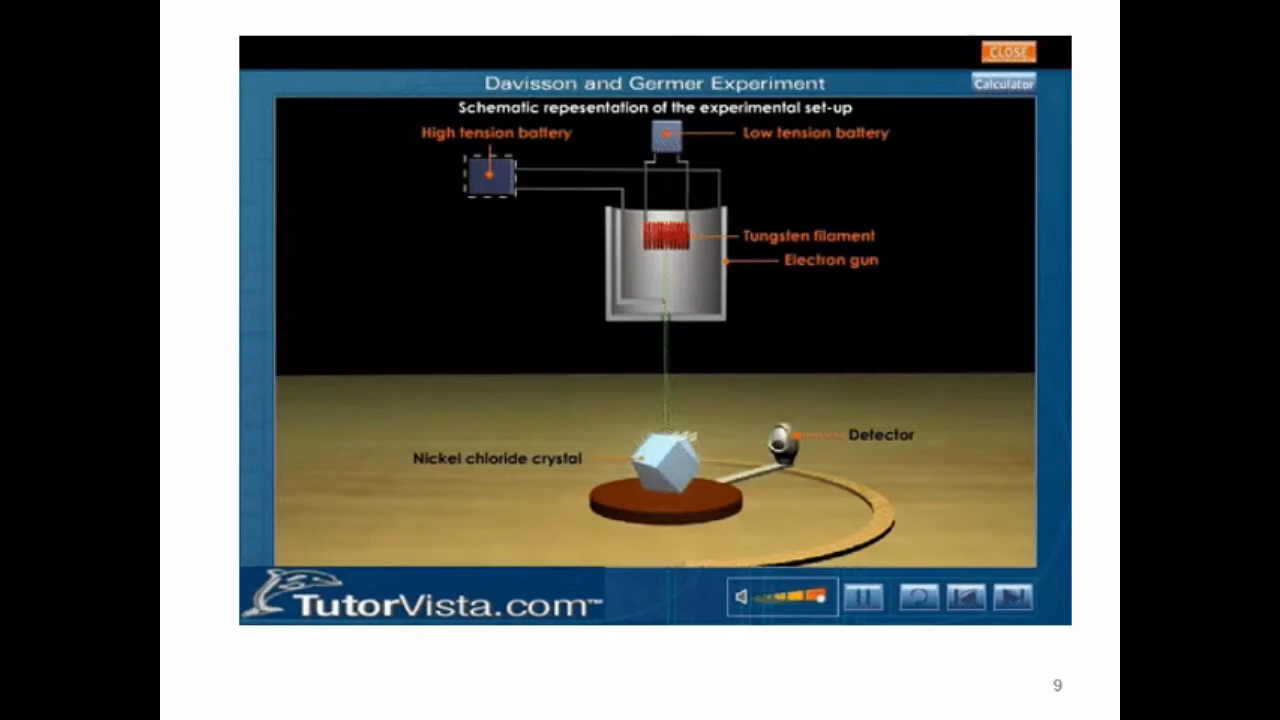 CLOSE
Davisson and Germer Experiment
Calculator
Schematic repesentation of the experimental set-up
High tension battery
Low tension battery
Tungsten filament
Electron gun
Detector
Nickel chloride crystal
TutorVista.com™
9